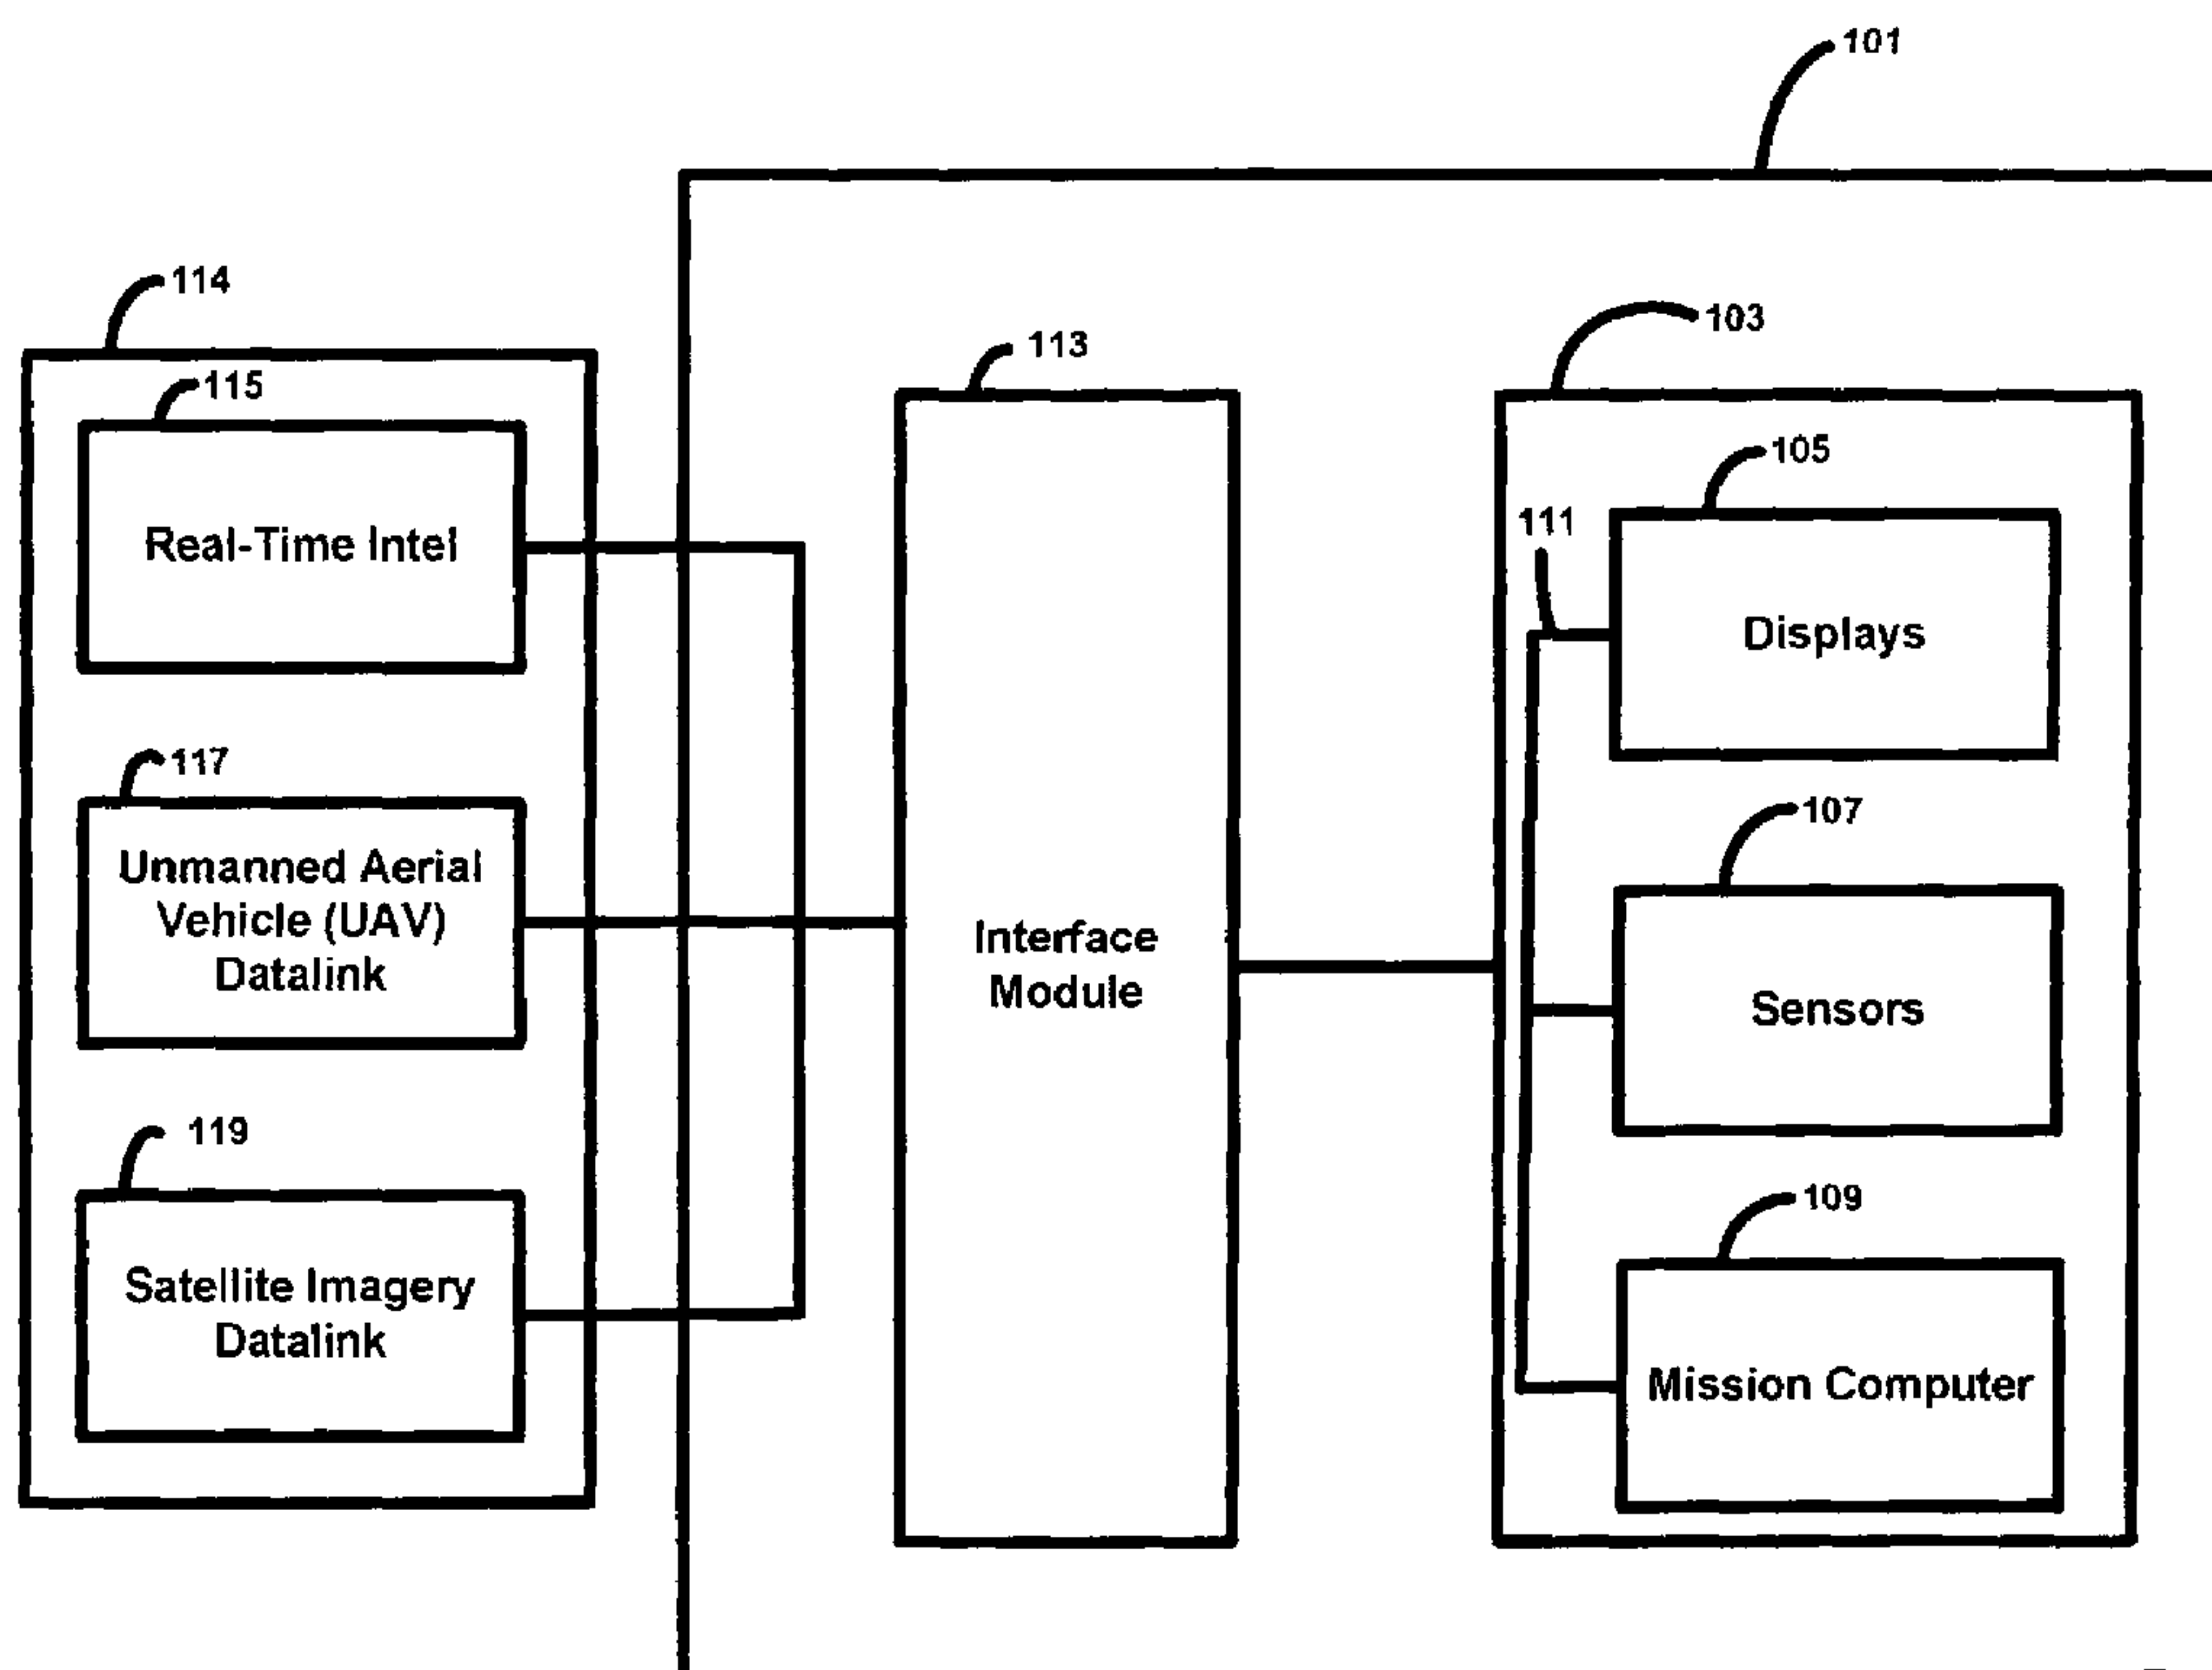 101
114
115
Real-Time Intel
117
Unmanned Aerial
Vehicle (UAV)
Datalink
119
Satellite Imagery
Datalink
113
Interface
Module
103
105
111
Displays
107
Sensors
109
Mission Computer